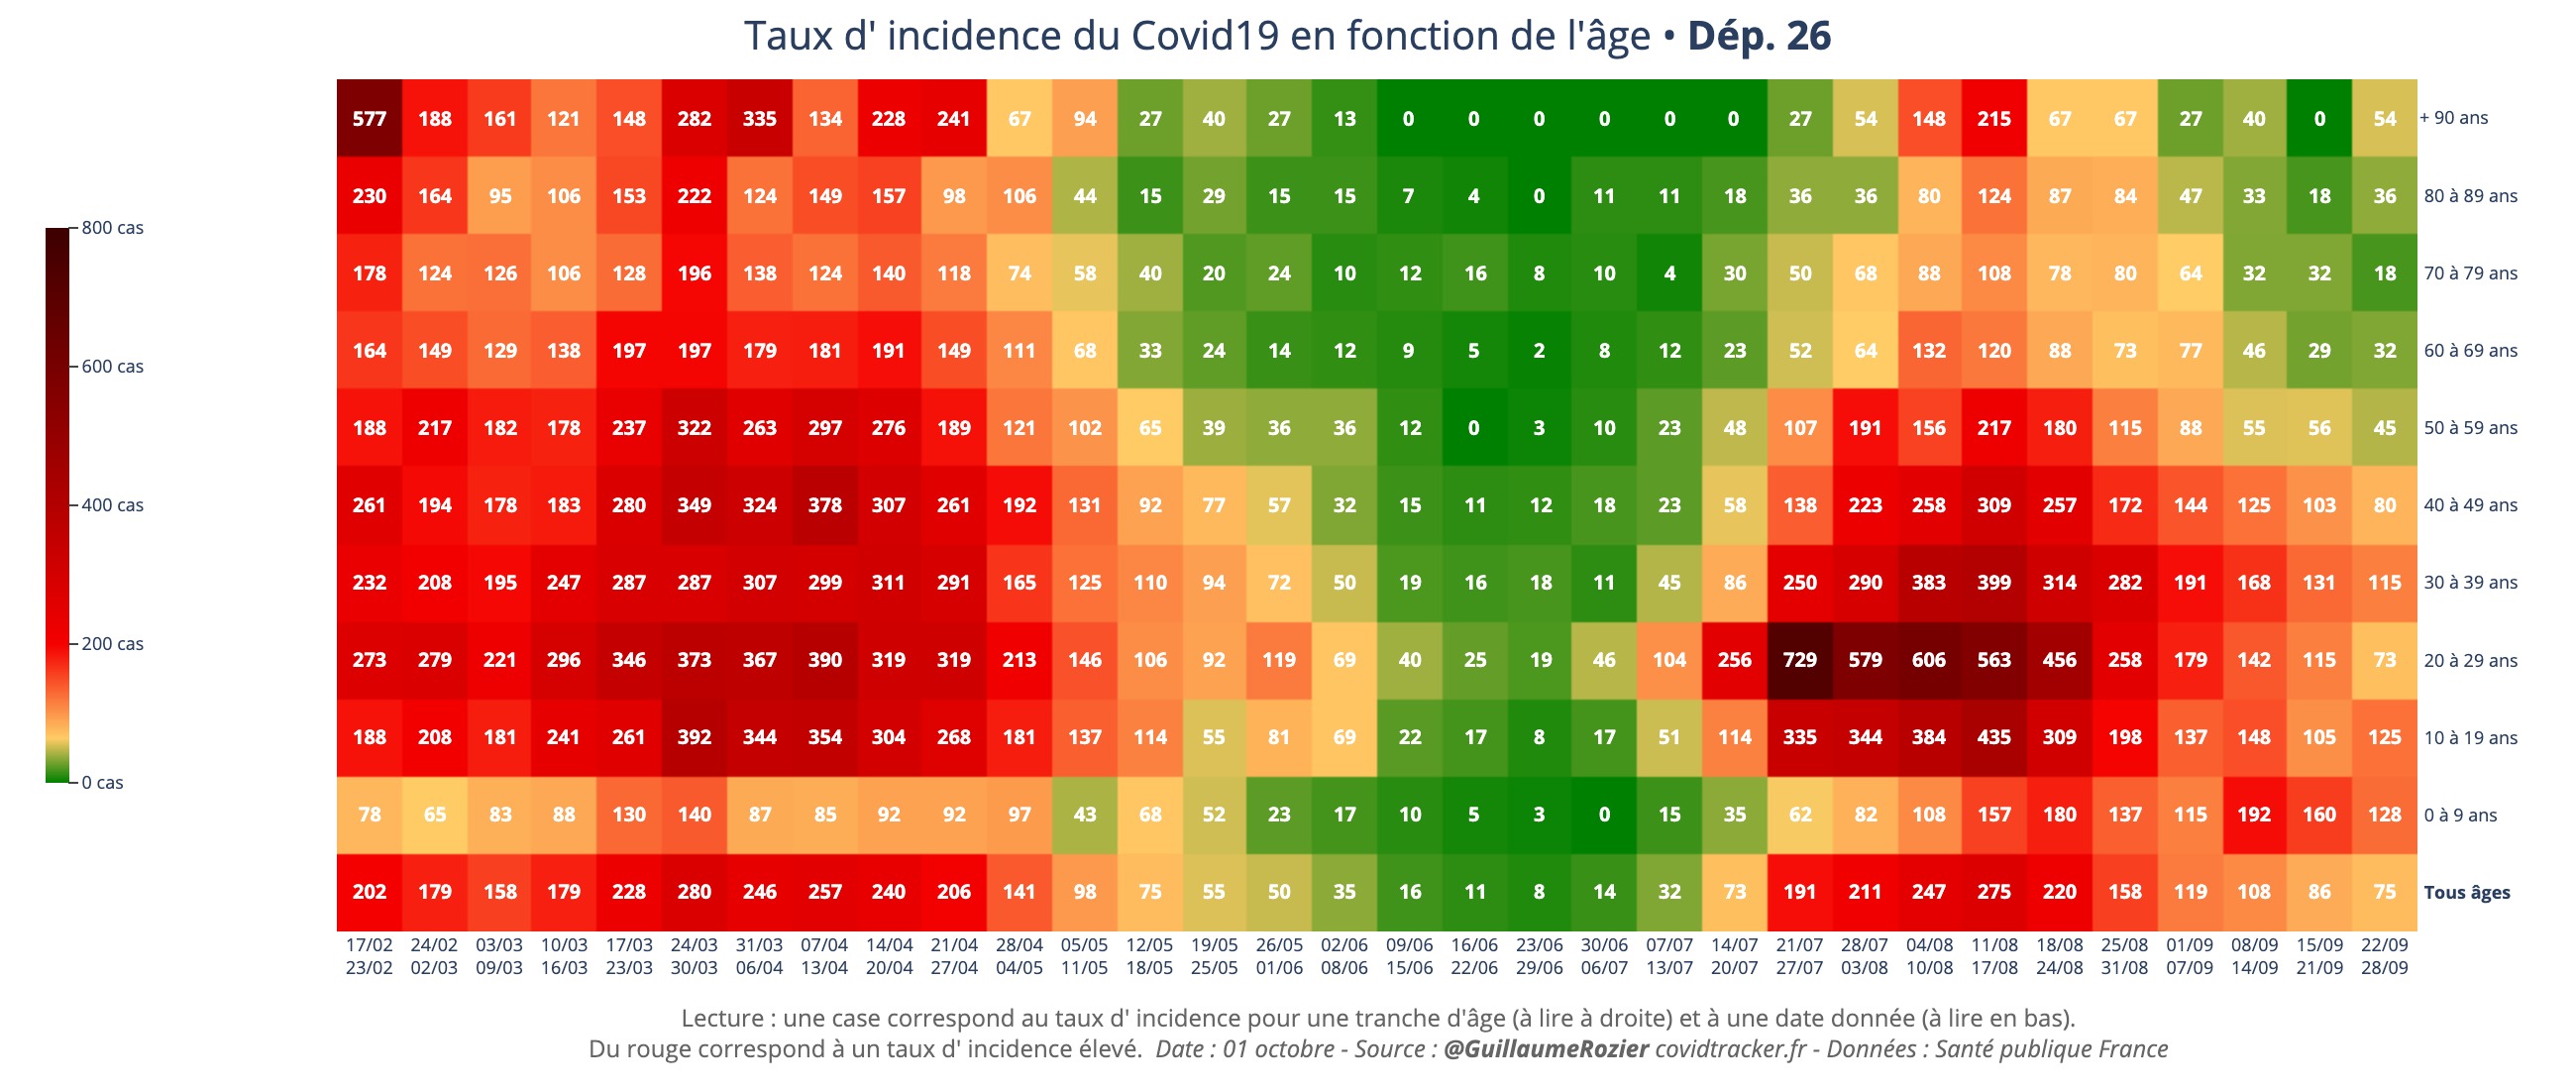 Taux d' incidence du Covid19 en fonction de l'âge • Dép. 26
577 188 161 121 148 282 335 134 228 241 67 94 27 40 27 13 0 0 0 0 0 0 27 54 148 215 67 67 27 40 0 54 + 90 ans
230 164 95 106 153 222 124 149 157 98 106 44 15 29 15 15 7 4 0 11 11 18 36 36 80 124 87 84 47 33 18 36 80 à 89 ans
178 124 126 106 128 196 138 124 140 118 74 58 40 20 24 10 12 16 8 10 4 30 50 68 88 108 78 80 64 32 32 18 70 à 79 ans
164 149 129 138 197 197 179 181 191 149 111 68 33 24 14 12 9 5 2 8 12 23 52 64 132 120 88 73 77 46 29 32 60 à 69 ans
188 217 182 178 237 322 263 297 276 189 121 102 65 39 36 36 12 0 3 10 23 48 107 191 156 217 180 115 88 55 56 45 50 à 59 ans
261 194 178 183 280 349 324 378 307 261 192 131 92 77 57 32 15 11 12 18 23 58 138 223 258 309 257 172 144 125 103 80 40 à 49 ans
232 208 195 247 287 287 307 299 311 291 165 125 110 94 72 50 19 16 18 11 45 86 250 290 383 399 314 282 191 168 131 115 30 à 39 ans
273 279 221 296 346 373 367 390 319 319 213 146 106 92 119 69 40 25 19 46 104 256 729 579 606 563 456 258 179 142 115 73 20 à 29 ans
188 208 181 241 261 392 344 354 304 268 181 137 114 55 81 69 22 17 8 17 51 114 335 344 384 435 309 198 137 148 105 125 10 à 19 ans
78 65 83 88 130 140 87 85 92 92 97 43 68 52 23 17 10 5 3 0 15 35 62 82 108 157 180 137 115 192 160 128 0 à 9 ans
202 179 158 179 228 280 246 257 240 206 141 98 75 55 50 35 16 11 8 14 32 73 191 211 247 275 220 158 119 108 86 75 Tous âges
17/02 24/02 03/03 10/03 17/03 24/03 31/03 07/04 14/04 21/04 28/04 05/05 12/05 19/05 26/05 02/06 09/06 16/06 23/06 30/06 07/07 14/07 21/07 28/07 04/08 11/08 18/08 25/08 01/09 08/09 15/09 22/09
23/02 02/03 09/03 16/03 23/03 30/03 06/04 13/04 20/04 27/04 04/05 11/05 18/05 25/05 01/06 08/06 15/06 22/06 29/06 06/07 13/07 20/07 27/07 03/08 10/08 17/08 24/08 31/08 07/09 14/09 21/09 28/09
800 cas
600 cas
400 cas
200 cas
0 cas
Lecture : une case correspond au taux d' incidence pour une tranche d'âge (à lire à droite) et à une date donnée (à lire en bas).
Du rouge correspond à un taux d' incidence élevé. Date : 01 octobre - Source : @GuillaumeRozier covidtracker.fr - Données : Santé publique France